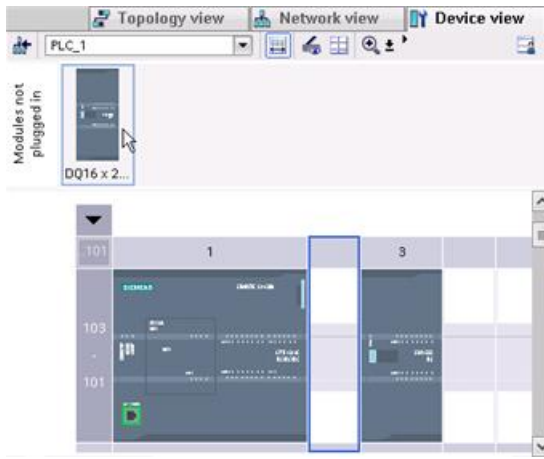 Topology view
Network view
Device view
PLC_1
Modules not
plugged in
DQ16 x 2...
101
1
3
SIEMENS
103
-
101